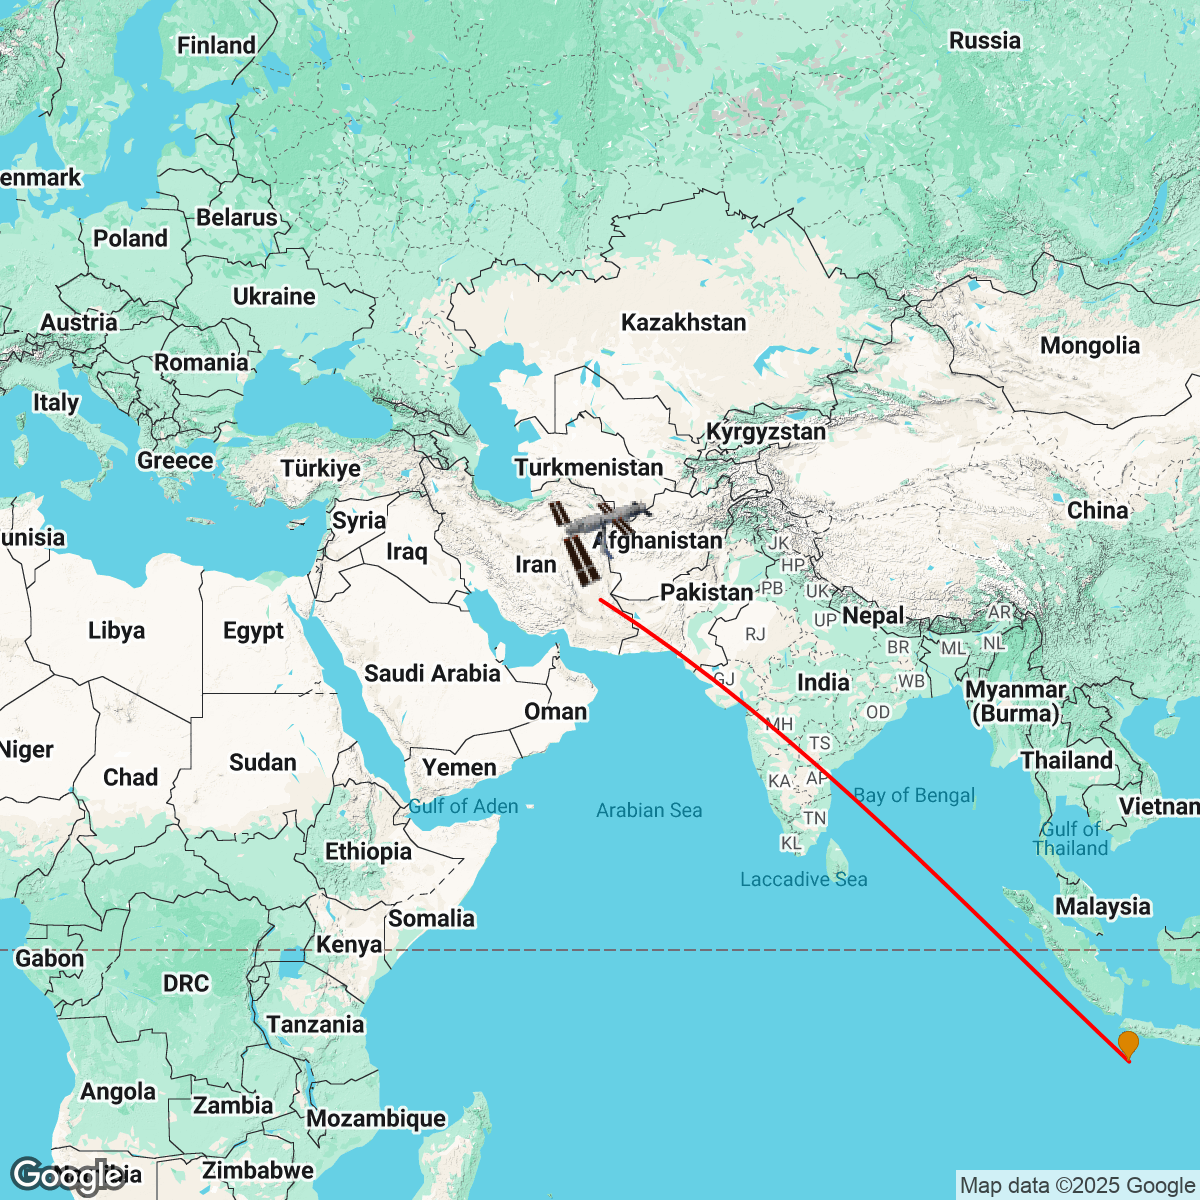 Finland
Russia
enmark
Belarus
Poland
Ukraine
Austria
Kazakhstan
Mongolia
Romania
Italy
Kyrgyzstan
Greece
Türkiye
Turkmenistan
Syria
China
unisia
Iraq
Iran
Afghanistan
JK
HP
Pakistan
PB
UK
AR
Libya
Egypt
RJ
UP
Nepal
BR
ML
NL
Saudi Arabia
GJ
India
WB
Myanmar
(Burma)
Oman
MH
OD
Niger
TS
Sudan
Chad
Yemen
KA
AP
Thailand
Gulf of Aden
Arabian Sea
Bay of Bengal
Vietnam
TN
Gulf of
Thailand
KL
Ethiopia
Laccadive Sea
Malaysia
Somalia
Kenya
Gabon
DRC
Tanzania
Angola
Zambia
Mozambique
Google
Namibia
Zimbabwe
Map data ©2025 Google